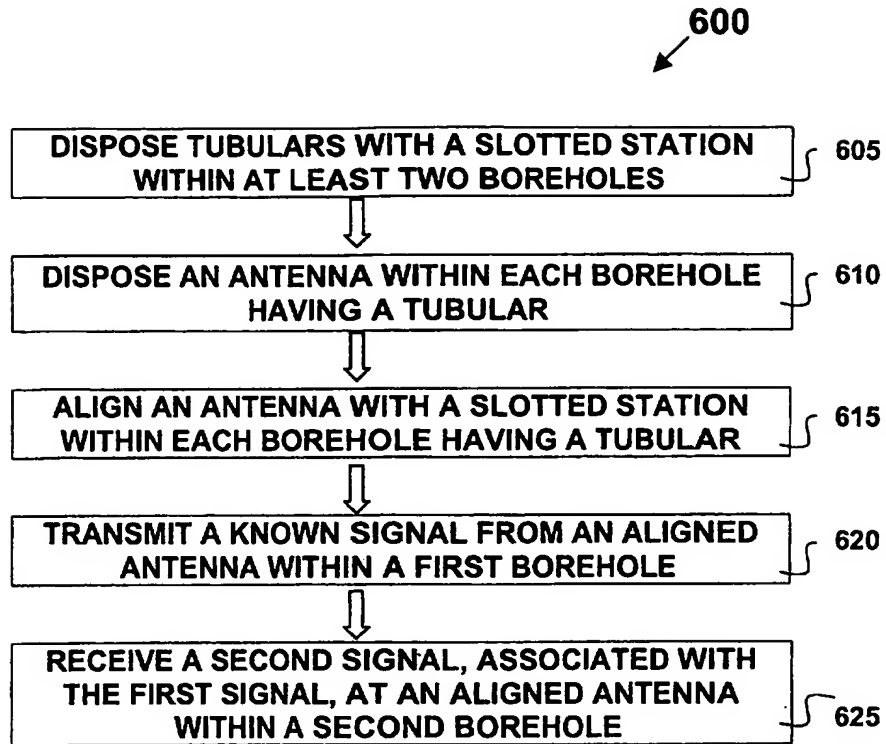 600
DISPOSE TUBULARS WITH A SLOTTED STATION
WITHIN AT LEAST TWO BOREHOLES
605
DISPOSE AN ANTENNA WITHIN EACH BOREHOLE
HAVING A TUBULAR
610
ALIGN AN ANTENNA WITH A SLOTTED STATION
WITHIN EACH BOREHOLE HAVING A TUBULAR
615
TRANSMIT A KNOWN SIGNAL FROM AN ALIGNED
ANTENNA WITHIN A FIRST BOREHOLE
620
RECEIVE A SECOND SIGNAL, ASSOCIATED WITH
THE FIRST SIGNAL, AT AN ALIGNED ANTENNA
WITHIN A SECOND BOREHOLE
625